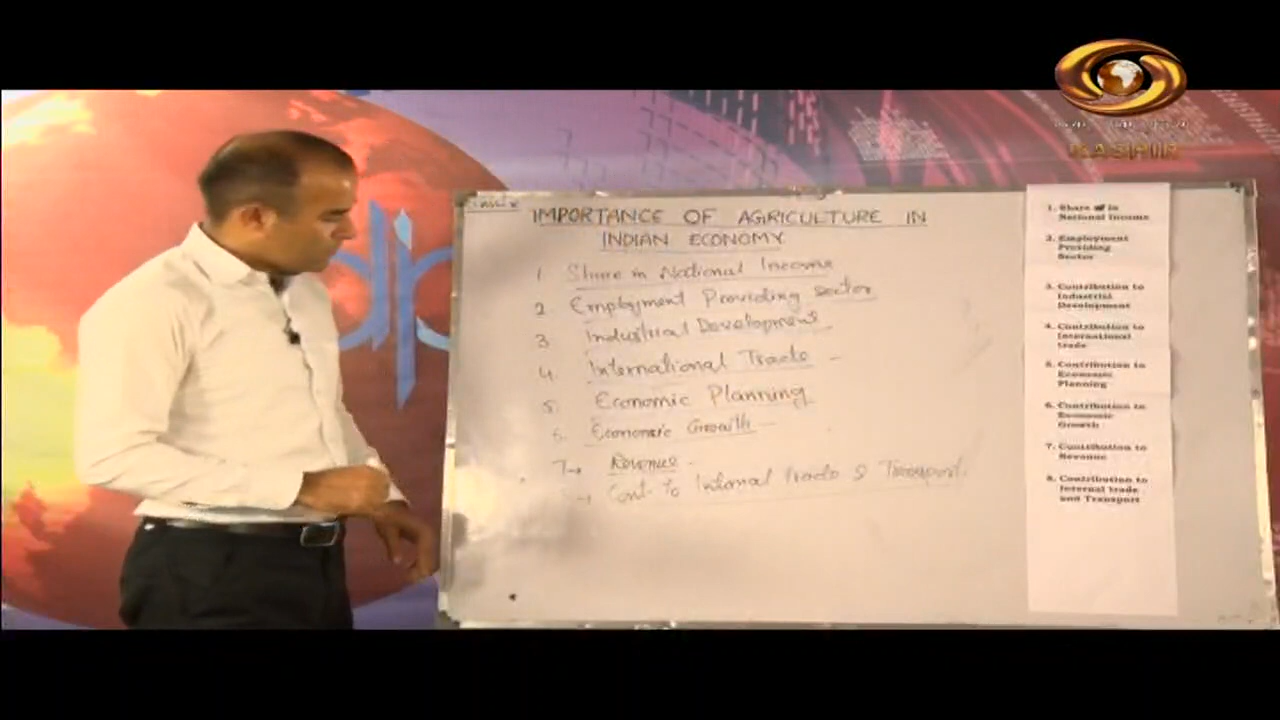 KASHIR
IMPORTANCE OF AGIRICULTURE IN
INDIAN ECONOMY
1 Share in National Income
2 Employment Providing sector
3 Industrial Development
4. International Trade -
5) Economic Planning
6. Economic Growth -
7→ Revenue -
→ Cont. to Internal Trade & Transport.
1. Share of in
National Income
2. Employment
Providing
Sector
3. Contribution to
Industrial
Development
4. Contribution to
International
trade
5. Contribution to
Economic
Planning
6. Contribution to
Economic
Growth
7. Contribution to
Revenue
8. Contribution to
Internal trade
and Transport